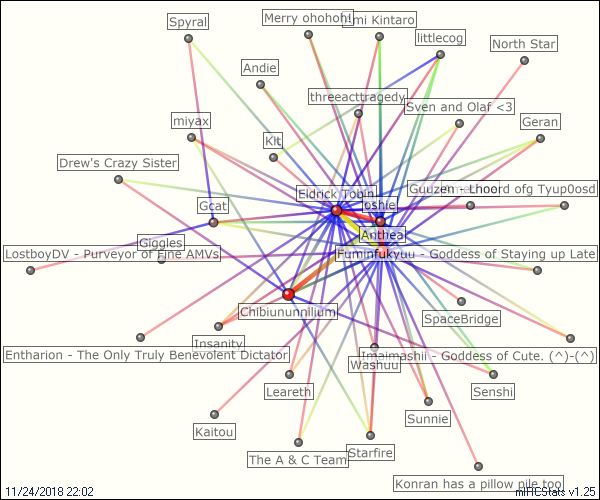 Spyral
Merry ohohoh!
Imi Kintaro
littlecog
North Star
Andie
threeacttragedy
Sven and Olaf <3
miyax
Kit
Geran
Drew's Crazy Sister
Eldrick Tobin
Guuzen
Lhoord ofg Tyup0osd
Gcat
oshie
Anthea
Giggles
LostboyDV - Purveyor of Fine AMVs
Fuminfukyuu - Goddess of Staying up Late
Chibiununnilium
SpaceBridge
Insanity
Entharion - The Only Truly Benevolent Dictator
Imaimashii - Goddess of Cute. (^)-(^)
Washuu
Leareth
Senshi
Sunnie
Kaitou
The A & C Team
Starfire
Konran has a pillow pile too
11/24/2018 22:02
mIRCStats v1.25